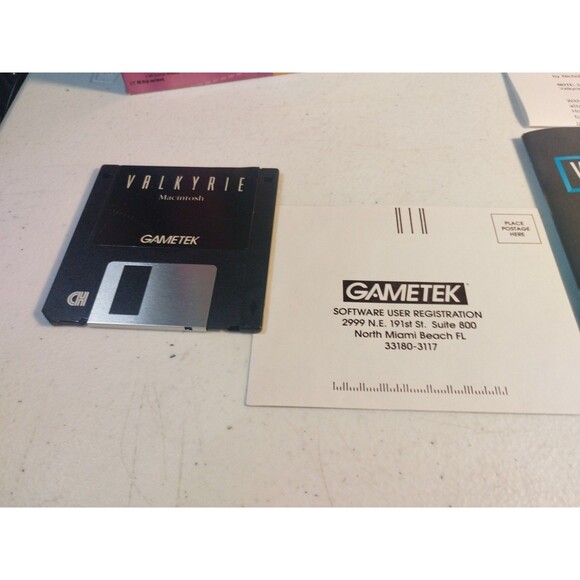 VALKYRIE
Macintosh
GAMETEK
PLACE
POSTAGE
HERE
GAMETEK
SOFTWARE USER REGISTRATION
2999 N.E. 191st St. Suite 800
North Miami Beach FL
33180-3117